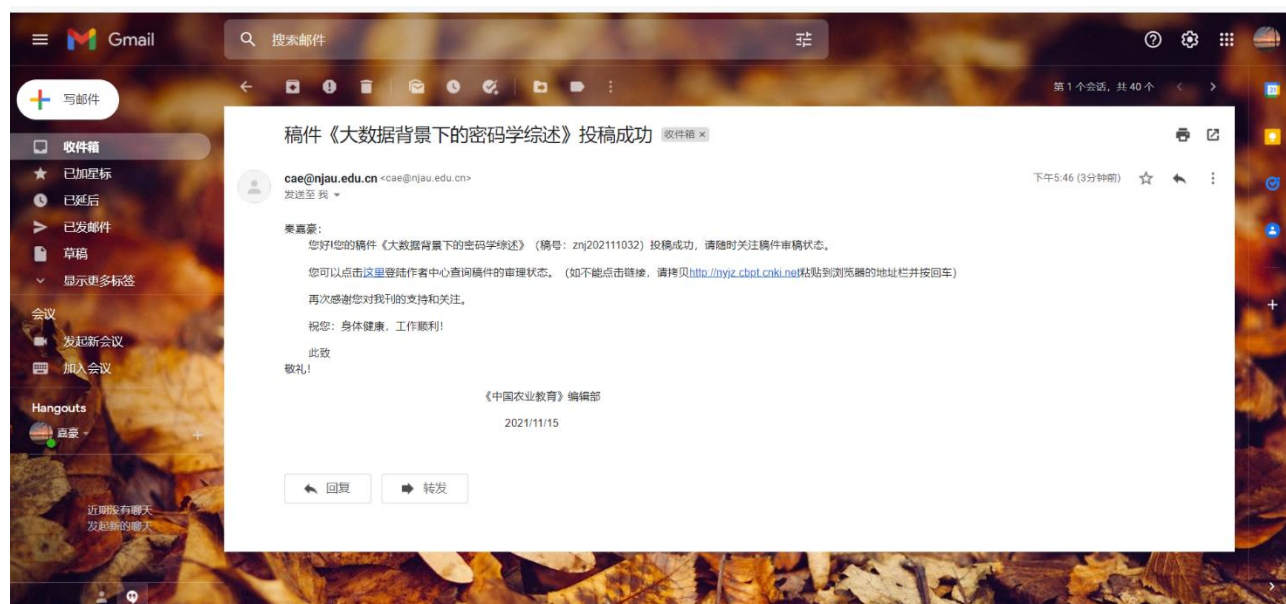 Gmail
搜索邮件
写邮件
第 1 个会话，共 40 个
收件箱
已加星标
已延后
已发邮件
草稿
显示更多标签
会议
发起新会议
加入会议
Hangouts
嘉豪
近期没有聊天
发起新的聊天
稿件《大数据背景下的密码学综述》投稿成功 收件箱 ×
cae@njau.edu.cn <cae@njau.edu.cn>
下午5:46 (3分钟前)
发送至 我
秦嘉豪：
您好!您的稿件《大数据背景下的密码学综述》（稿号：znj202111032）投稿成功，请随时关注稿件审稿状态。
您可以点击这里登陆作者中心查询稿件的审理状态。（如不能点击链接，请拷贝http://nyjz.cbpt.cnki.net粘贴到浏览器的地址栏并按回车）
再次感谢您对我刊的支持和关注。
祝您：身体健康，工作顺利!
此致
敬礼!
《中国农业教育》编辑部
2021/11/15
回复
转发
31